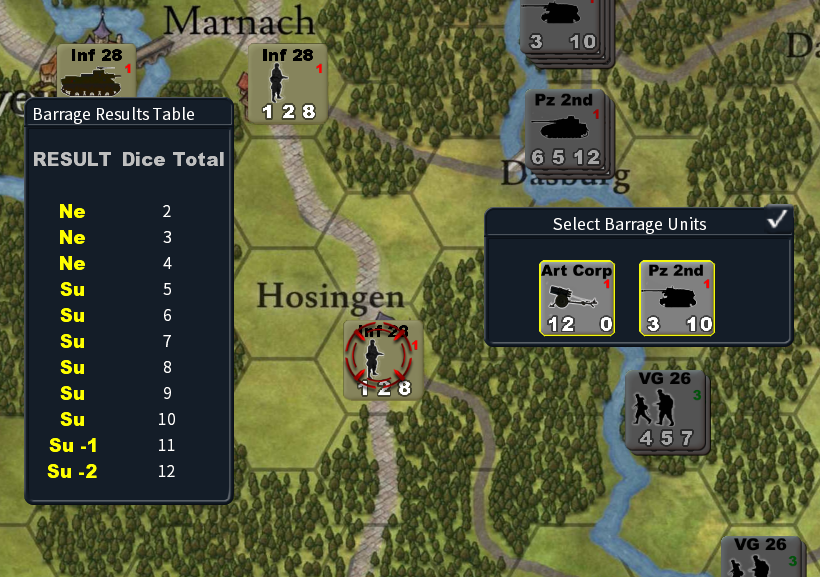 Marnach
3 10
Inf 28
1
Inf 28
1
1 2 8
Pz 2nd
1
6 5 12
Dasburg
Barrage Results Table
RESULT Dice Total
Ne 2
Ne 3
Ne 4
Su 5
Su 6
Su 7
Su 8
Su 9
Su 10
Su -1 11
Su -2 12
Select Barrage Units
Art Corp
1
12 0
Pz 2nd
1
3 10
Hosingen
Inf 28
1
1 2 8
VG 26
3
4 5 7
VG 26
3